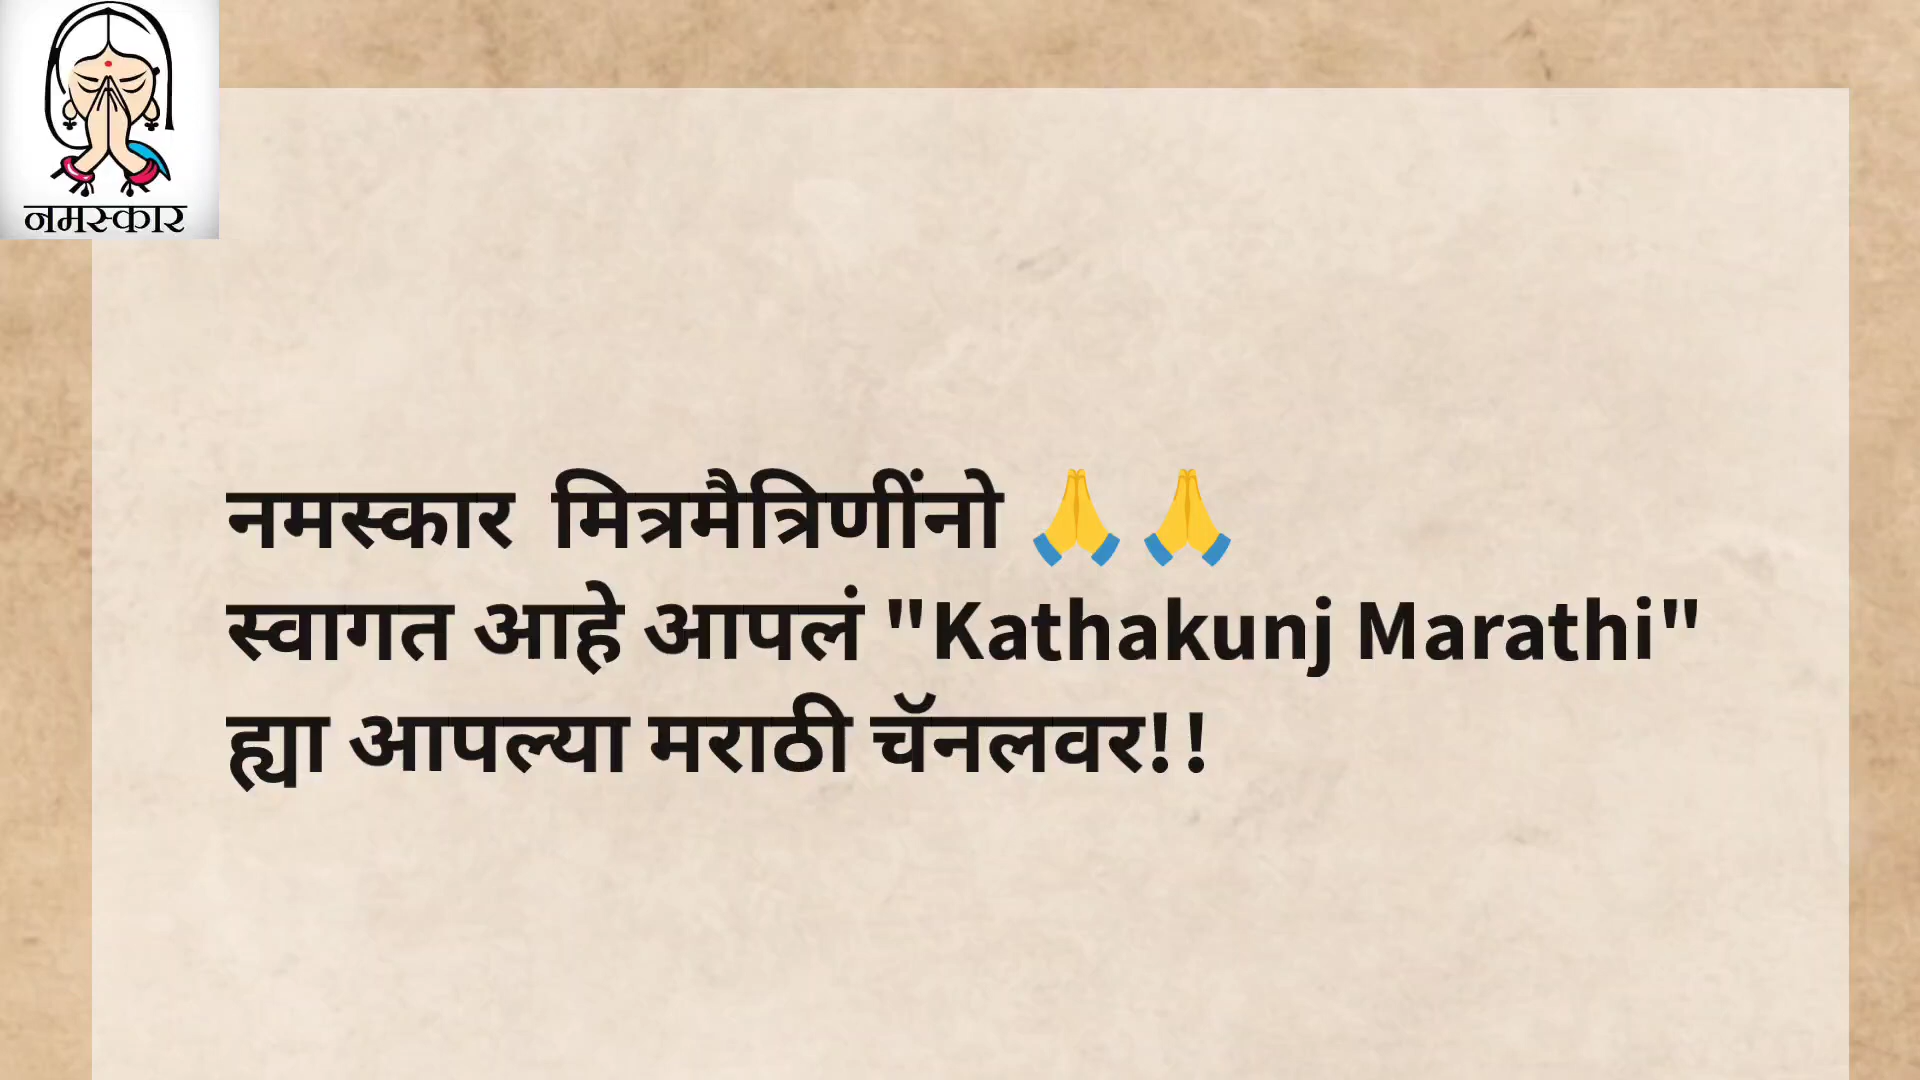 नमस्कार
नमस्कार  मित्रमैत्रिणींनो 🙏🙏
स्वागत आहे आपलं "Kathakunj Marathi"
ह्या आपल्या मराठी चॅनलवर!!